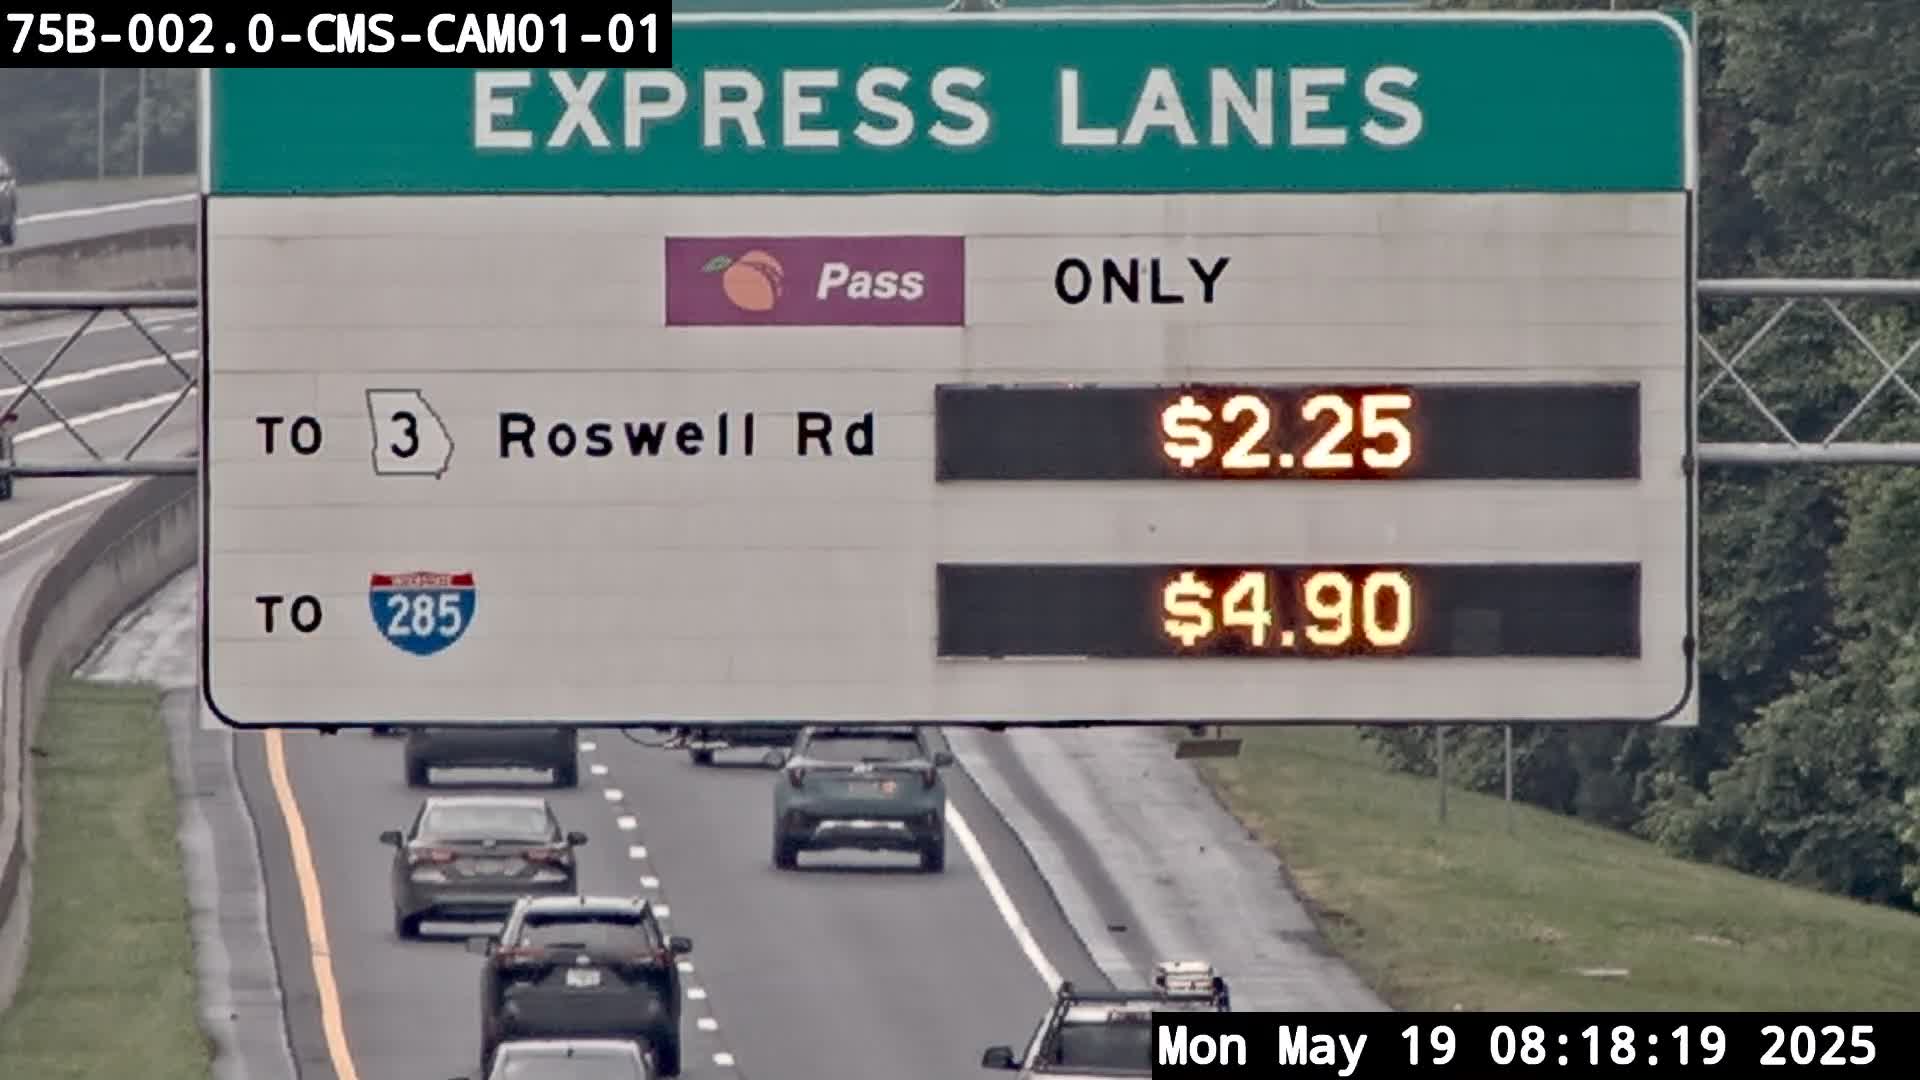 75B-002.0-CMS-CAM01-01
EXPRESS LANES
Pass ONLY
TO 3 Roswell Rd $2.25
INTERSTATE
TO 285 $4.90
Mon May 19 08:18:19 2025